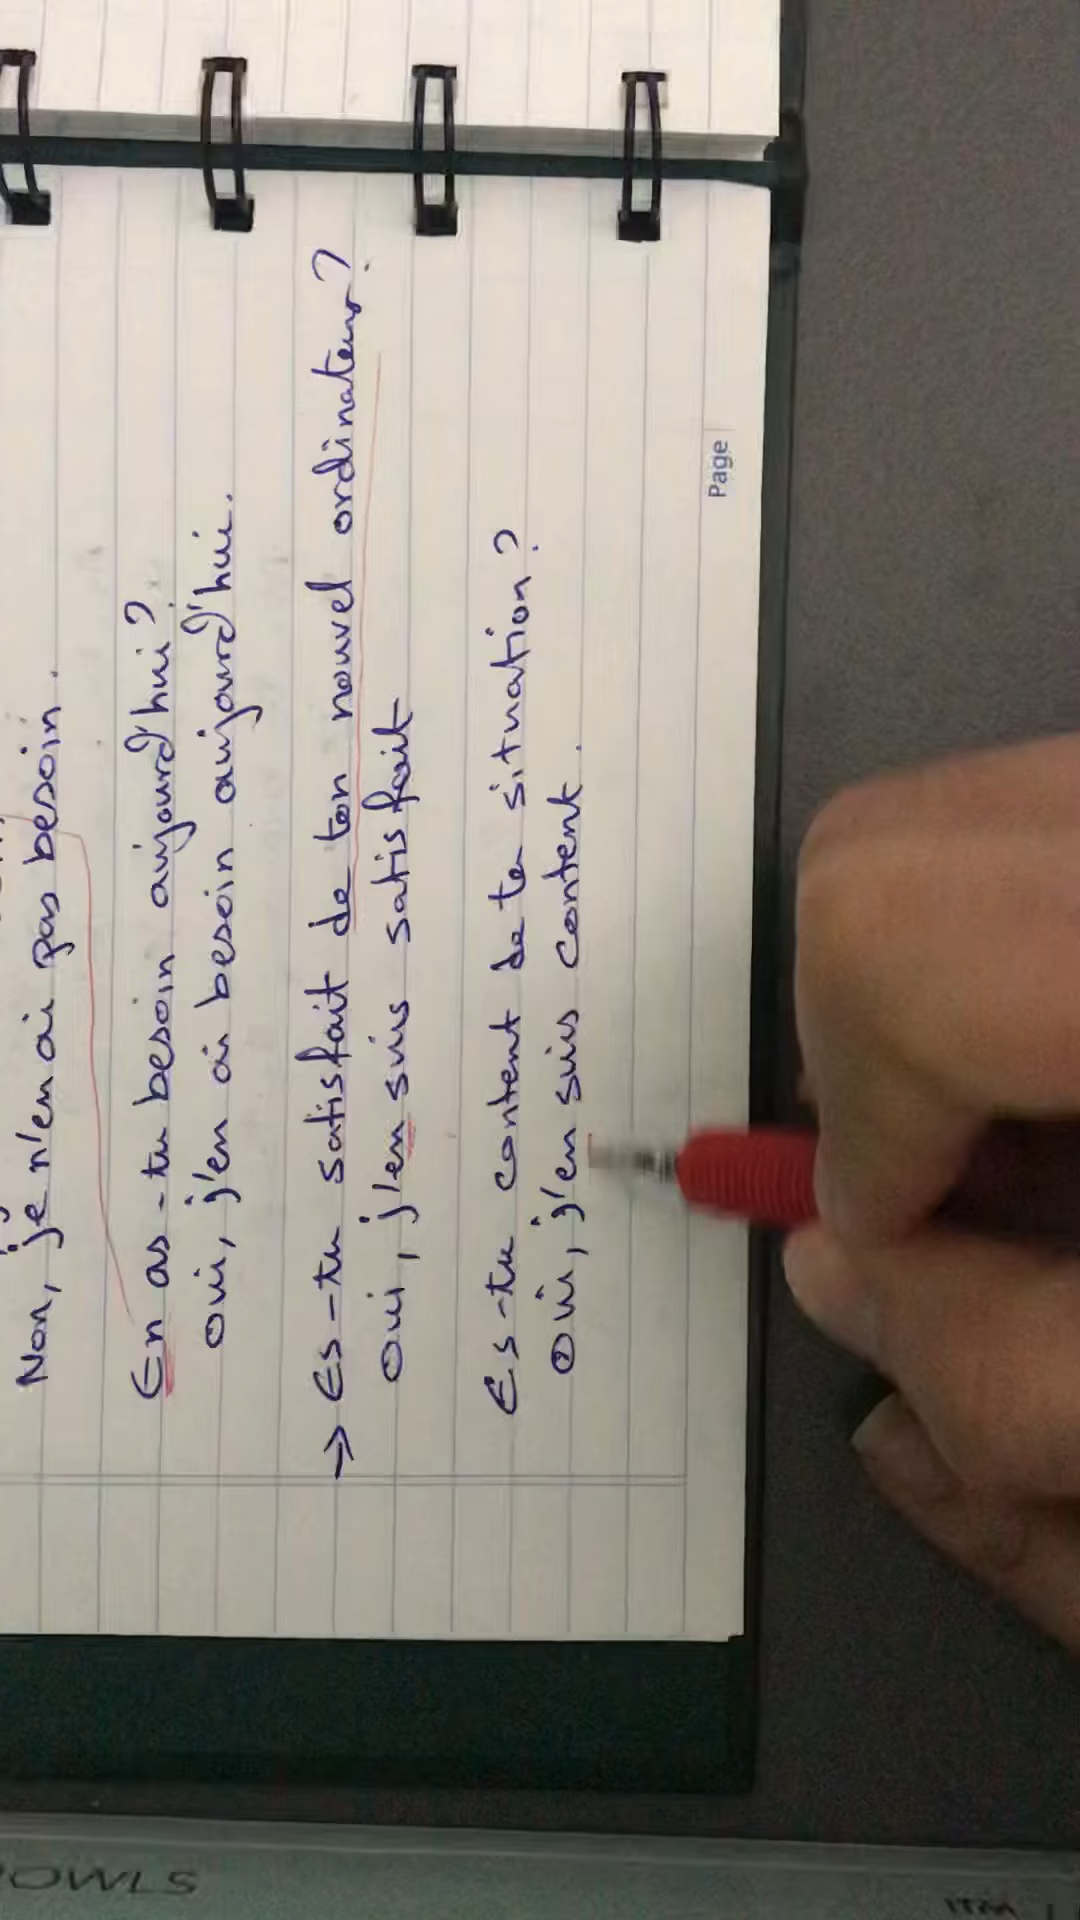 Non, je n'en ai pas besoin.
En as-tu besoin aujourd'hui?
Oui, j'en ai besoin aujourd'hui.
→ Es-tu satisfait de ton nouvel ordinateur?
Oui, j'en suis satisfait
Es-tu content de ta situation?
Oui, j'en suis content.
Page